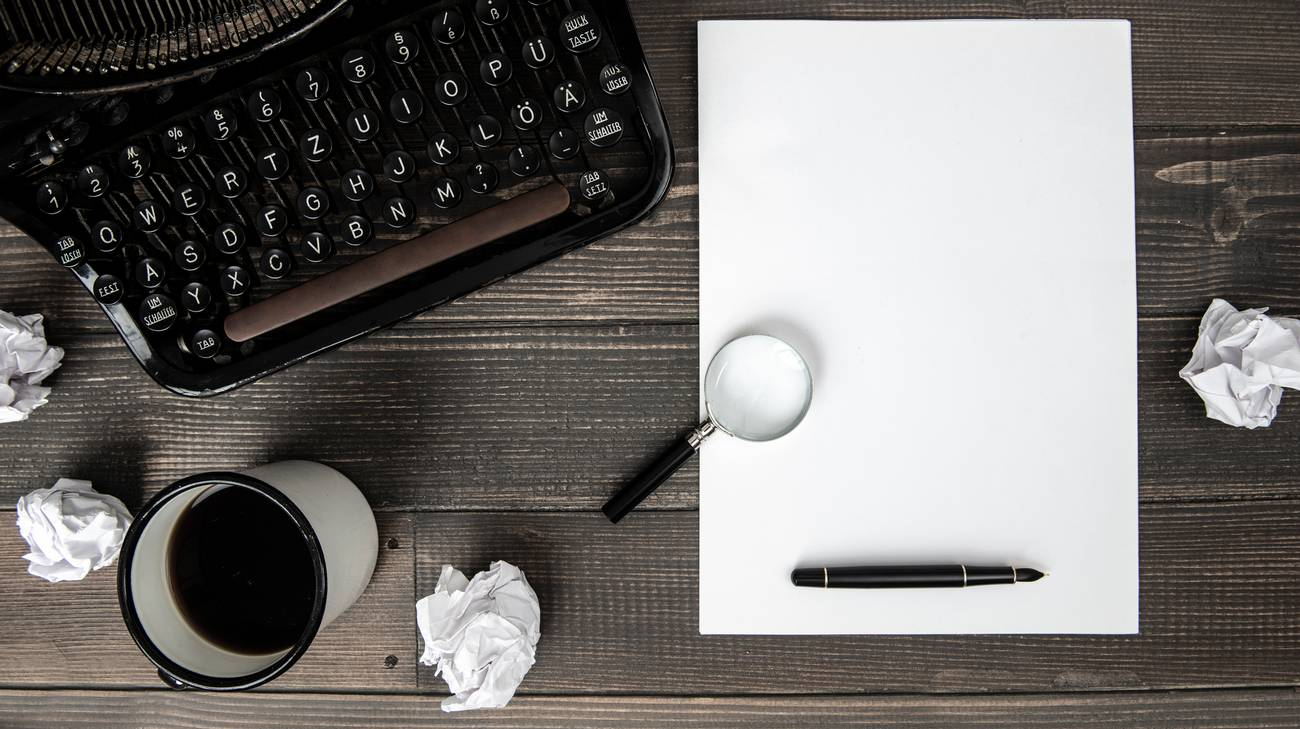 ' 1 " 2 M 3 % 4 & 5 ( 6 ) 7 _ 8 § 9 / é ? ß RÜCK TASTE
TAB LÖSCH Q W E R T Z U I O P Ü AUS LÖSER
FEST A S D F G H J K L Ö Ä UM SCHALTER
UM SCHALTER Y X C V B N M ? , ! . - TAB SETZ
TAB